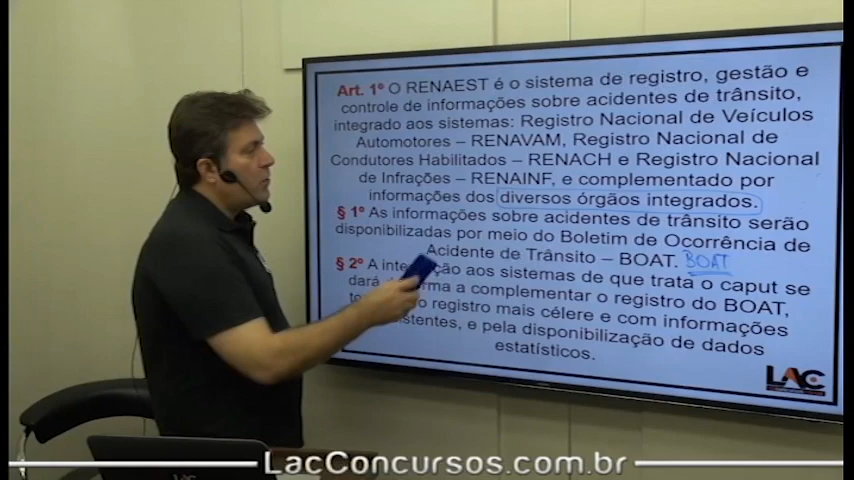 Art. 1º O RENAEST é o sistema de registro, gestão e
controle de informações sobre acidentes de trânsito,
integrado aos sistemas: Registro Nacional de Veículos
Automotores – RENAVAM, Registro Nacional de
Condutores Habilitados – RENACH e Registro Nacional
de Infrações – RENAINF, e complementado por
informações dos diversos órgãos integrados.
§ 1º As informações sobre acidentes de trânsito serão
disponibilizadas por meio do Boletim de Ocorrência de
Acidente de Trânsito – BOAT. BOAT
§ 2º A integração aos sistemas de que trata o caput se
dará de forma a complementar o registro do BOAT,
o registro mais célere e com informações
e pela disponibilização de dados
estatísticos.
LAC
LacConcursos.com.br